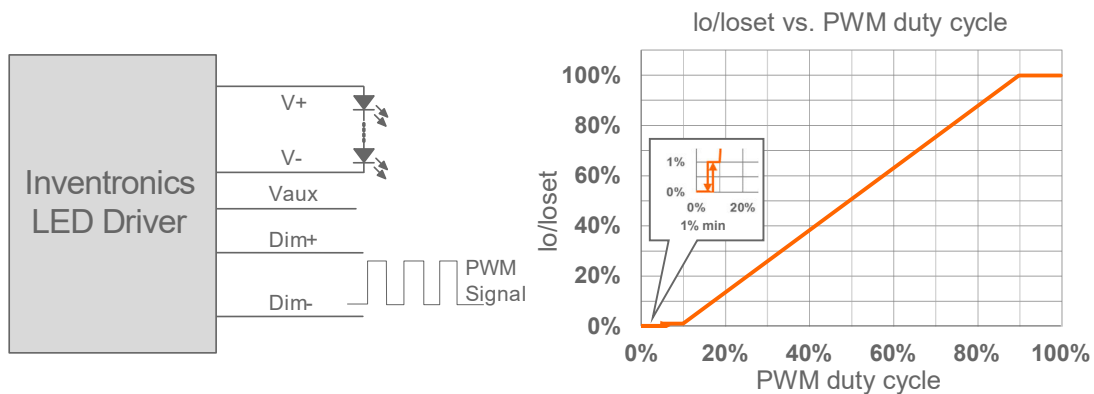 Inventronics
LED Driver
V+
V-
Vaux
Dim+
Dim-
PWM
Signal
Io/Ioset vs. PWM duty cycle
Io/Ioset
100%
80%
60%
40%
20%
0%
1%
0%
0%
20%
1% min
0%
20%
40%
60%
80%
100%
PWM duty cycle